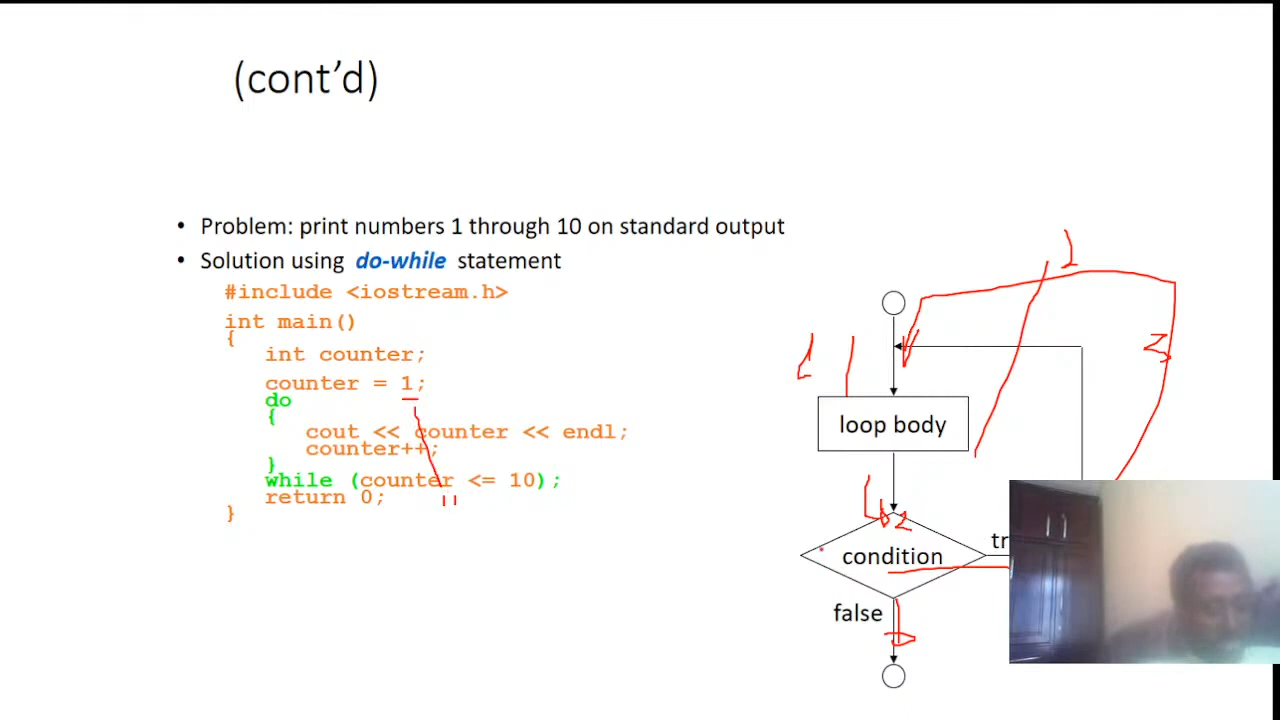 (cont’d)
• Problem: print numbers 1 through 10 on standard output
• Solution using do-while statement
#include <iostream.h>
int main()
{
int counter;
counter = 1;
do
{
cout << counter << endl;
counter++;
}
while (counter <= 10);
return 0;
}
loop body
condition
tr
false